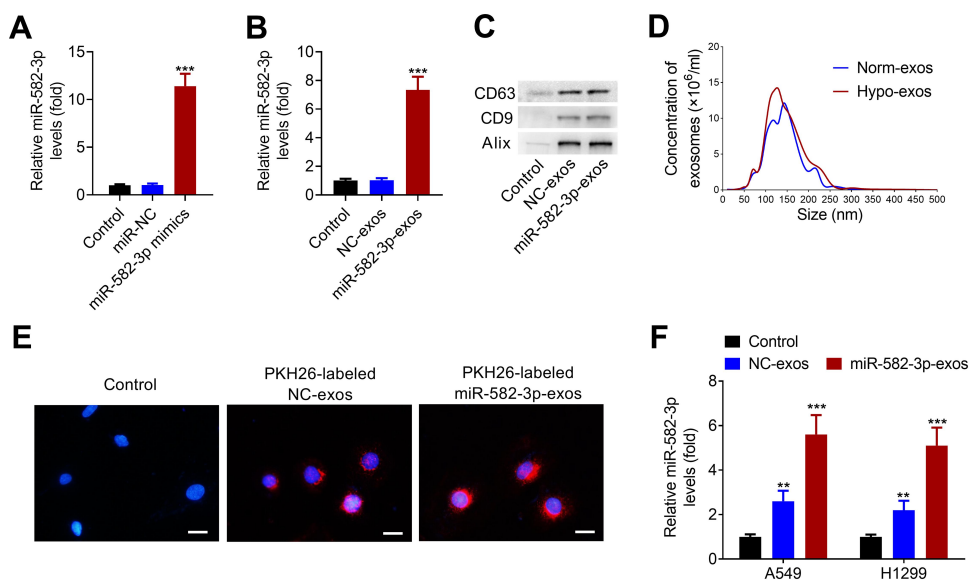 A
Relative miR-582-3p
levels (fold)
15
10
5
0
***
Control
miR-NC
miR-582-3p mimics
B
Relative miR-582-3p
levels (fold)
10
8
6
4
2
0
***
Control
NC-exos
miR-582-3p-exos
C
CD63
CD9
Alix
Control
NC-exos
miR-582-3p-exos
D
Concentration of
exosomes (×10⁶/ml)
20
15
10
5
0
Norm-exos
Hypo-exos
0 50 100 150 200 250 300 350 400 450 500
Size (nm)
E
Control
PKH26-labeled
NC-exos
PKH26-labeled
miR-582-3p-exos
F
Control
NC-exos
miR-582-3p-exos
Relative miR-582-3p
levels (fold)
8
6
4
2
0
**
***
**
***
A549
H1299